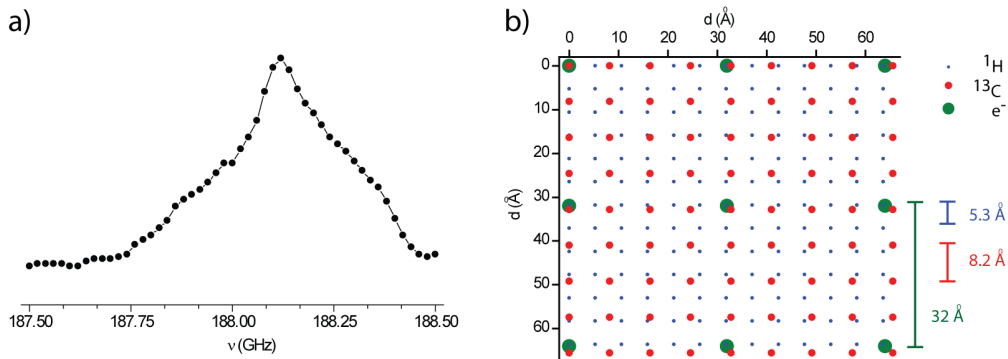 a)
187.50 187.75 188.00 188.25 188.50
ν (GHz)
b)
d (Å)
0 10 20 30 40 50 60
d (Å)
0
10
20
30
40
50
60
¹H
¹³C
e⁻
5.3 Å
8.2 Å
32 Å